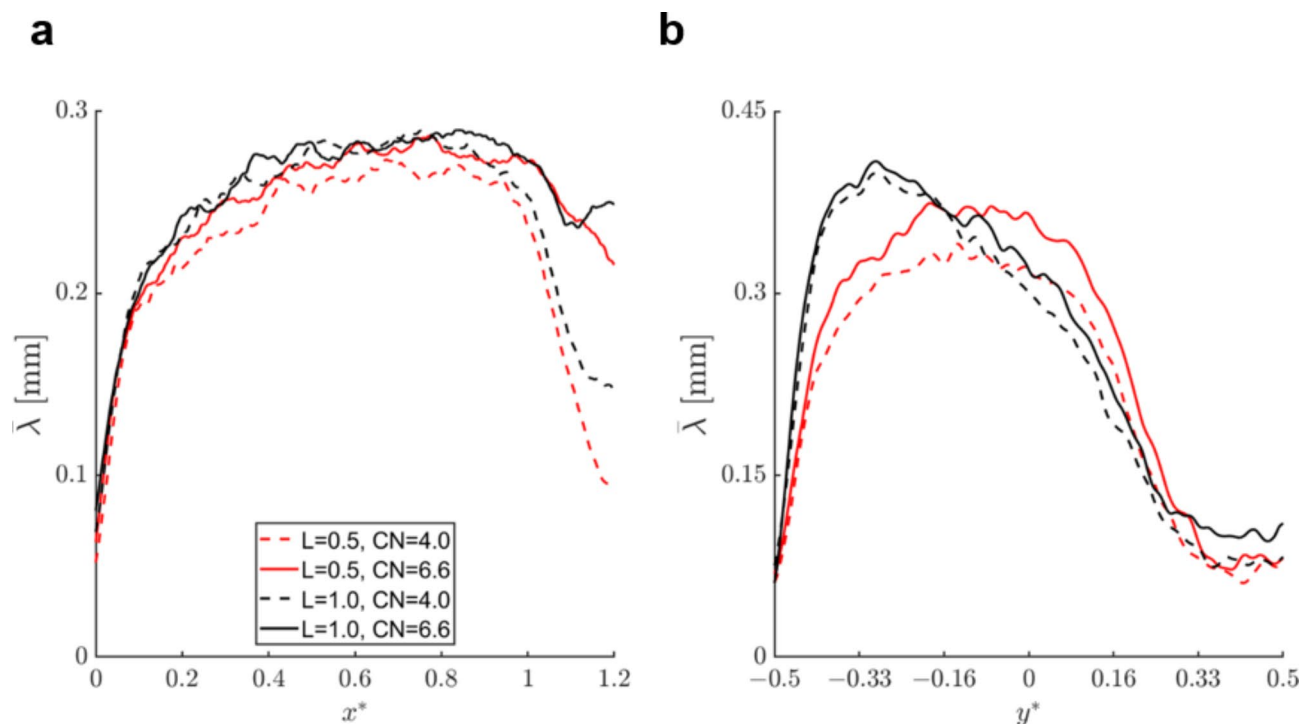 a
0.3
0.2
0.1
0
λ̄ [mm]
0 0.2 0.4 0.6 0.8 1 1.2
x*
L=0.5, CN=4.0
L=0.5, CN=6.6
L=1.0, CN=4.0
L=1.0, CN=6.6
b
0.45
0.3
0.15
0
λ̄ [mm]
−0.5 −0.33 −0.16 0 0.16 0.33 0.5
y*